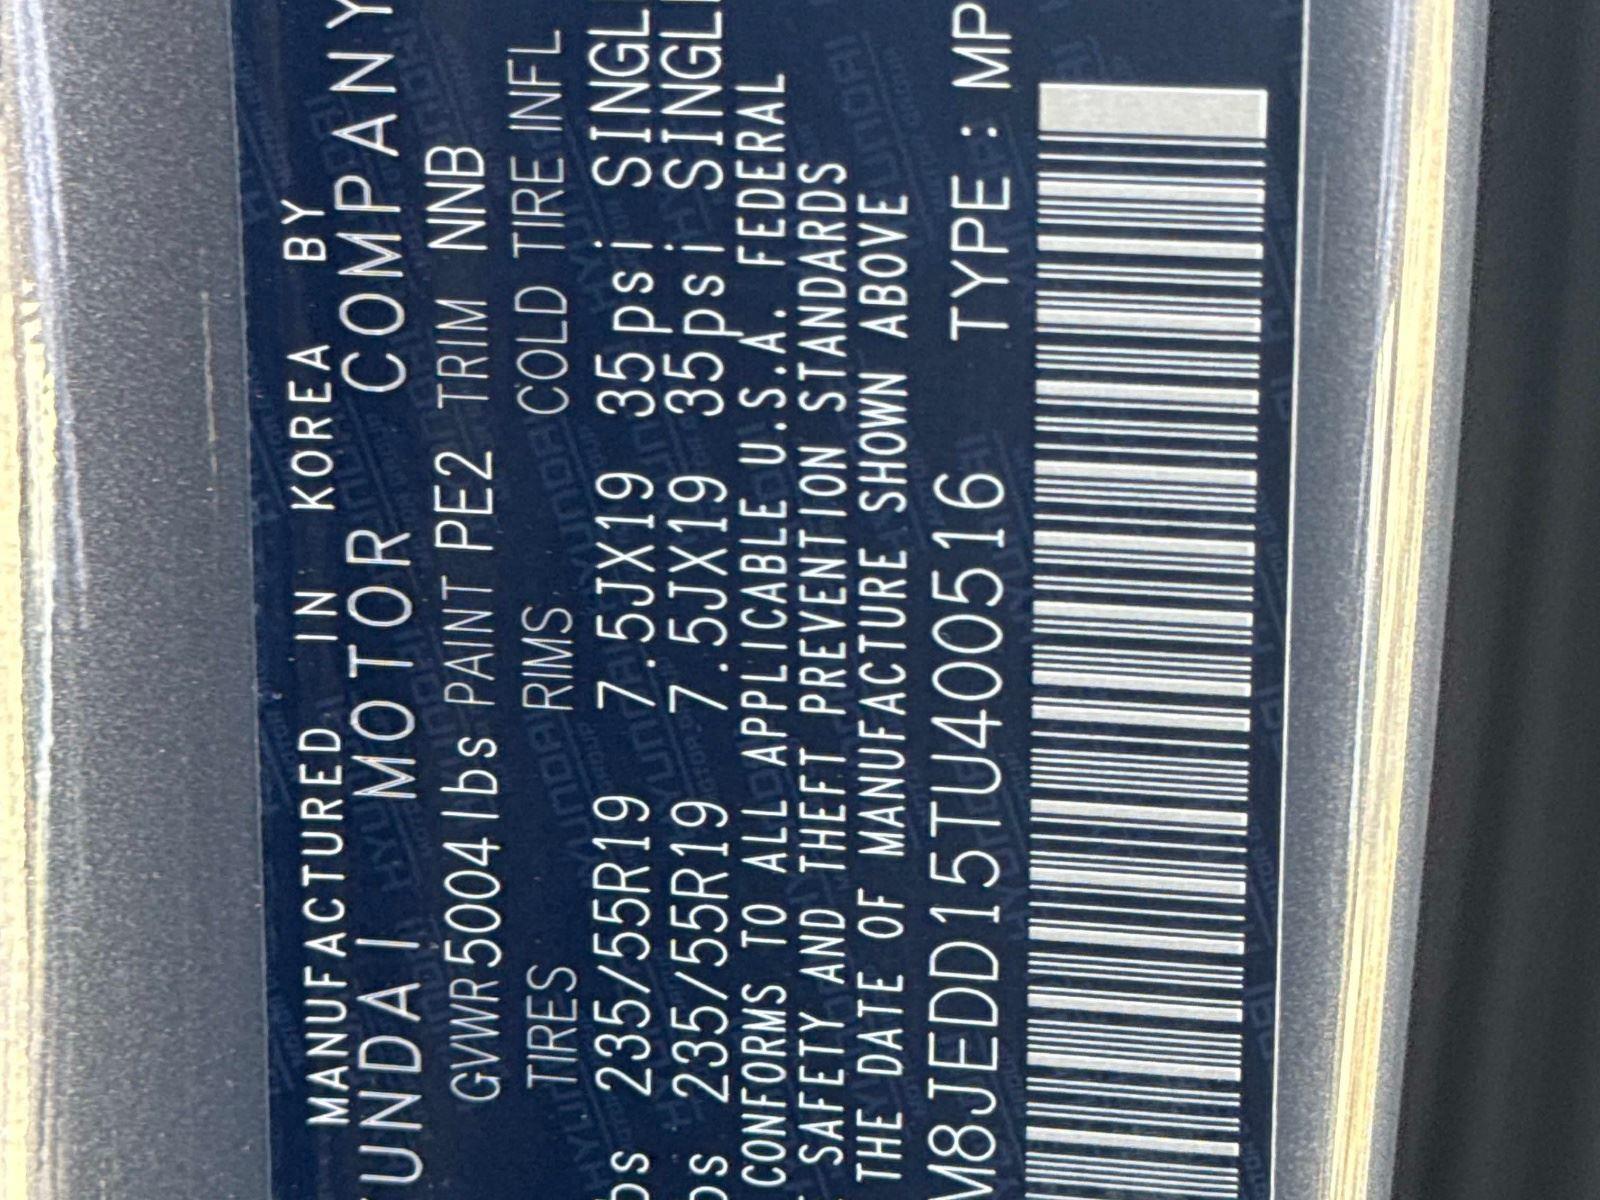 MANUFACTURED IN KOREA BY
UNDAI MOTOR COMPANY
GVWR 5004lbs PAINT PE2 TRIM NNB
TIRES RIMS COLD TIRE INFL
bs 235/55R19 7.5JX19 35psi SINGL
bs 235/55R19 7.5JX19 35psi SINGL
CONFORMS TO ALL APPLICABLE U.S.A. FEDERAL
SAFETY AND THEFT PREVENTION STANDARDS
THE DATE OF MANUFACTURE SHOWN ABOVE
M8JEDD15TU400516 TYPE : MP